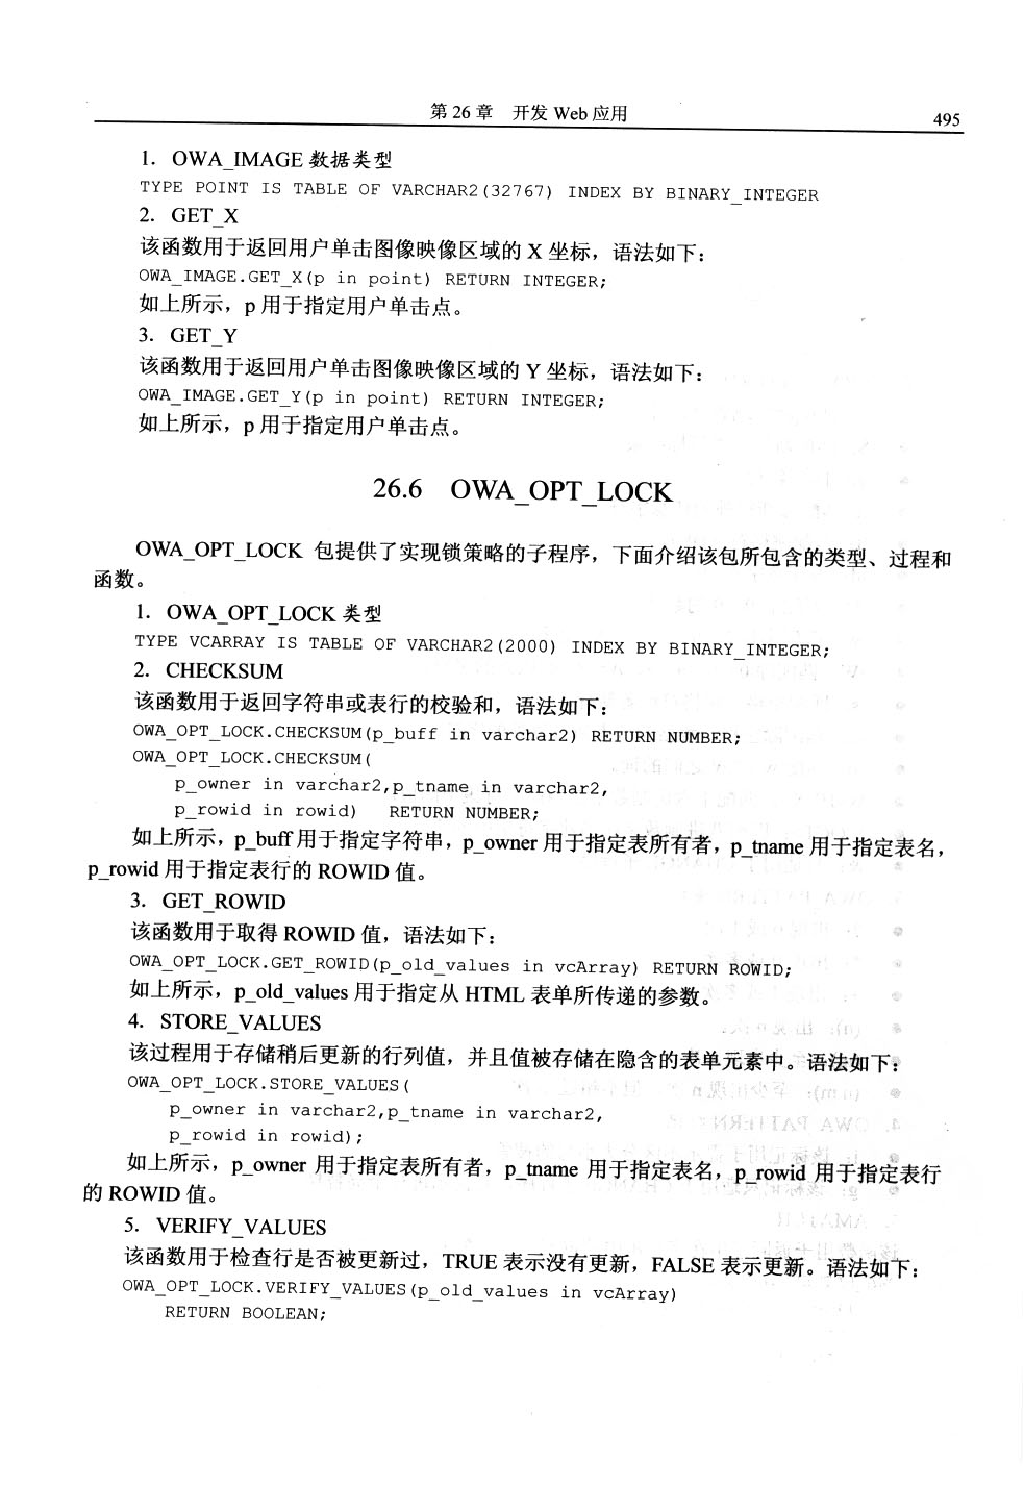 第 26 章　开发 Web 应用
495
1. OWA_IMAGE 数据类型
TYPE POINT IS TABLE OF VARCHAR2(32767) INDEX BY BINARY_INTEGER
2. GET_X
该函数用于返回用户单击图像映像区域的 X 坐标，语法如下：
OWA_IMAGE.GET_X(p in point) RETURN INTEGER;
如上所示，p 用于指定用户单击点。
3. GET_Y
该函数用于返回用户单击图像映像区域的 Y 坐标，语法如下：
OWA_IMAGE.GET_Y(p in point) RETURN INTEGER;
如上所示，p 用于指定用户单击点。
26.6 OWA_OPT_LOCK
OWA_OPT_LOCK 包提供了实现锁策略的子程序，下面介绍该包所包含的类型、过程和
函数。
1. OWA_OPT_LOCK 类型
TYPE VCARRAY IS TABLE OF VARCHAR2(2000) INDEX BY BINARY_INTEGER;
2. CHECKSUM
该函数用于返回字符串或表行的校验和，语法如下：
OWA_OPT_LOCK.CHECKSUM(p_buff in varchar2) RETURN NUMBER;
OWA_OPT_LOCK.CHECKSUM(
p_owner in varchar2,p_tname in varchar2,
p_rowid in rowid) RETURN NUMBER;
如上所示，p_buff 用于指定字符串，p_owner 用于指定表所有者，p_tname 用于指定表名，
p_rowid 用于指定表行的 ROWID 值。
3. GET_ROWID
该函数用于取得 ROWID 值，语法如下：
OWA_OPT_LOCK.GET_ROWID(p_old_values in vcArray) RETURN ROWID;
如上所示，p_old_values 用于指定从 HTML 表单所传递的参数。
4. STORE_VALUES
该过程用于存储稍后更新的行列值，并且值被存储在隐含的表单元素中。语法如下：
OWA_OPT_LOCK.STORE_VALUES(
p_owner in varchar2,p_tname in varchar2,
p_rowid in rowid);
如上所示，p_owner 用于指定表所有者，p_tname 用于指定表名，p_rowid 用于指定表行
的 ROWID 值。
5. VERIFY_VALUES
该函数用于检查行是否被更新过，TRUE 表示没有更新，FALSE 表示更新。语法如下：
OWA_OPT_LOCK.VERIFY_VALUES(p_old_values in vcArray)
RETURN BOOLEAN;